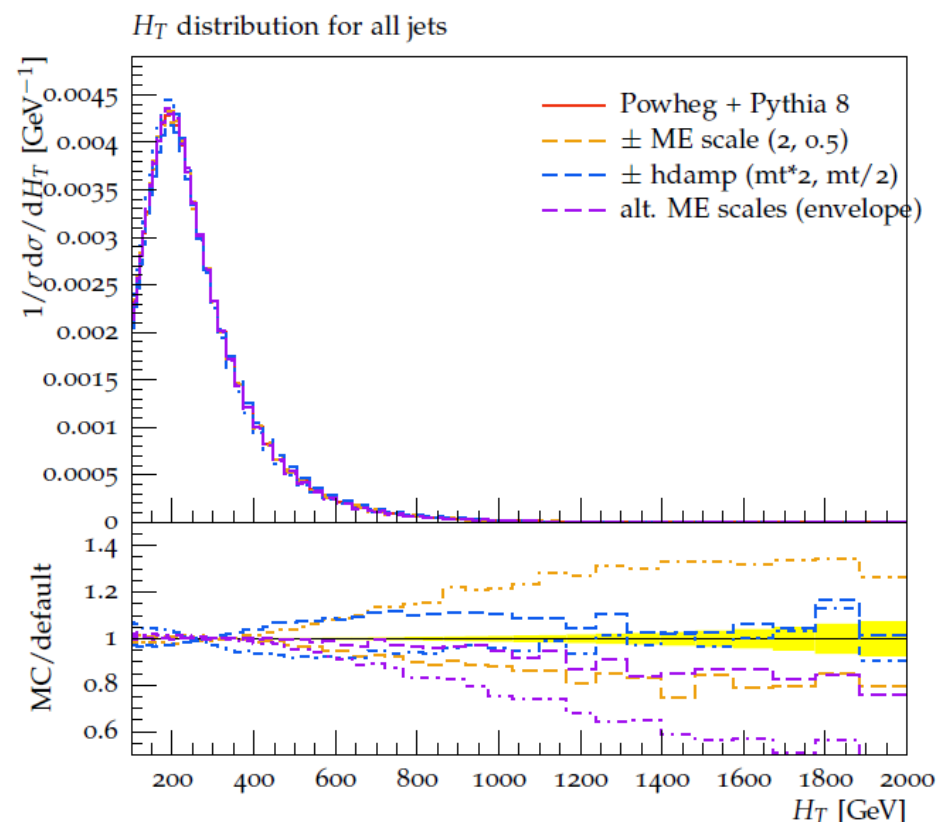 H_T distribution for all jets
1/σ dσ/dH_T [GeV⁻¹]
0.0045
0.004
0.0035
0.003
0.0025
0.002
0.0015
0.001
0.0005
0
Powheg + Pythia 8
± ME scale (2, 0.5)
± hdamp (mt*2, mt/2)
alt. ME scales (envelope)
MC/default
1.4
1.2
1
0.8
0.6
200 400 600 800 1000 1200 1400 1600 1800 2000
H_T [GeV]